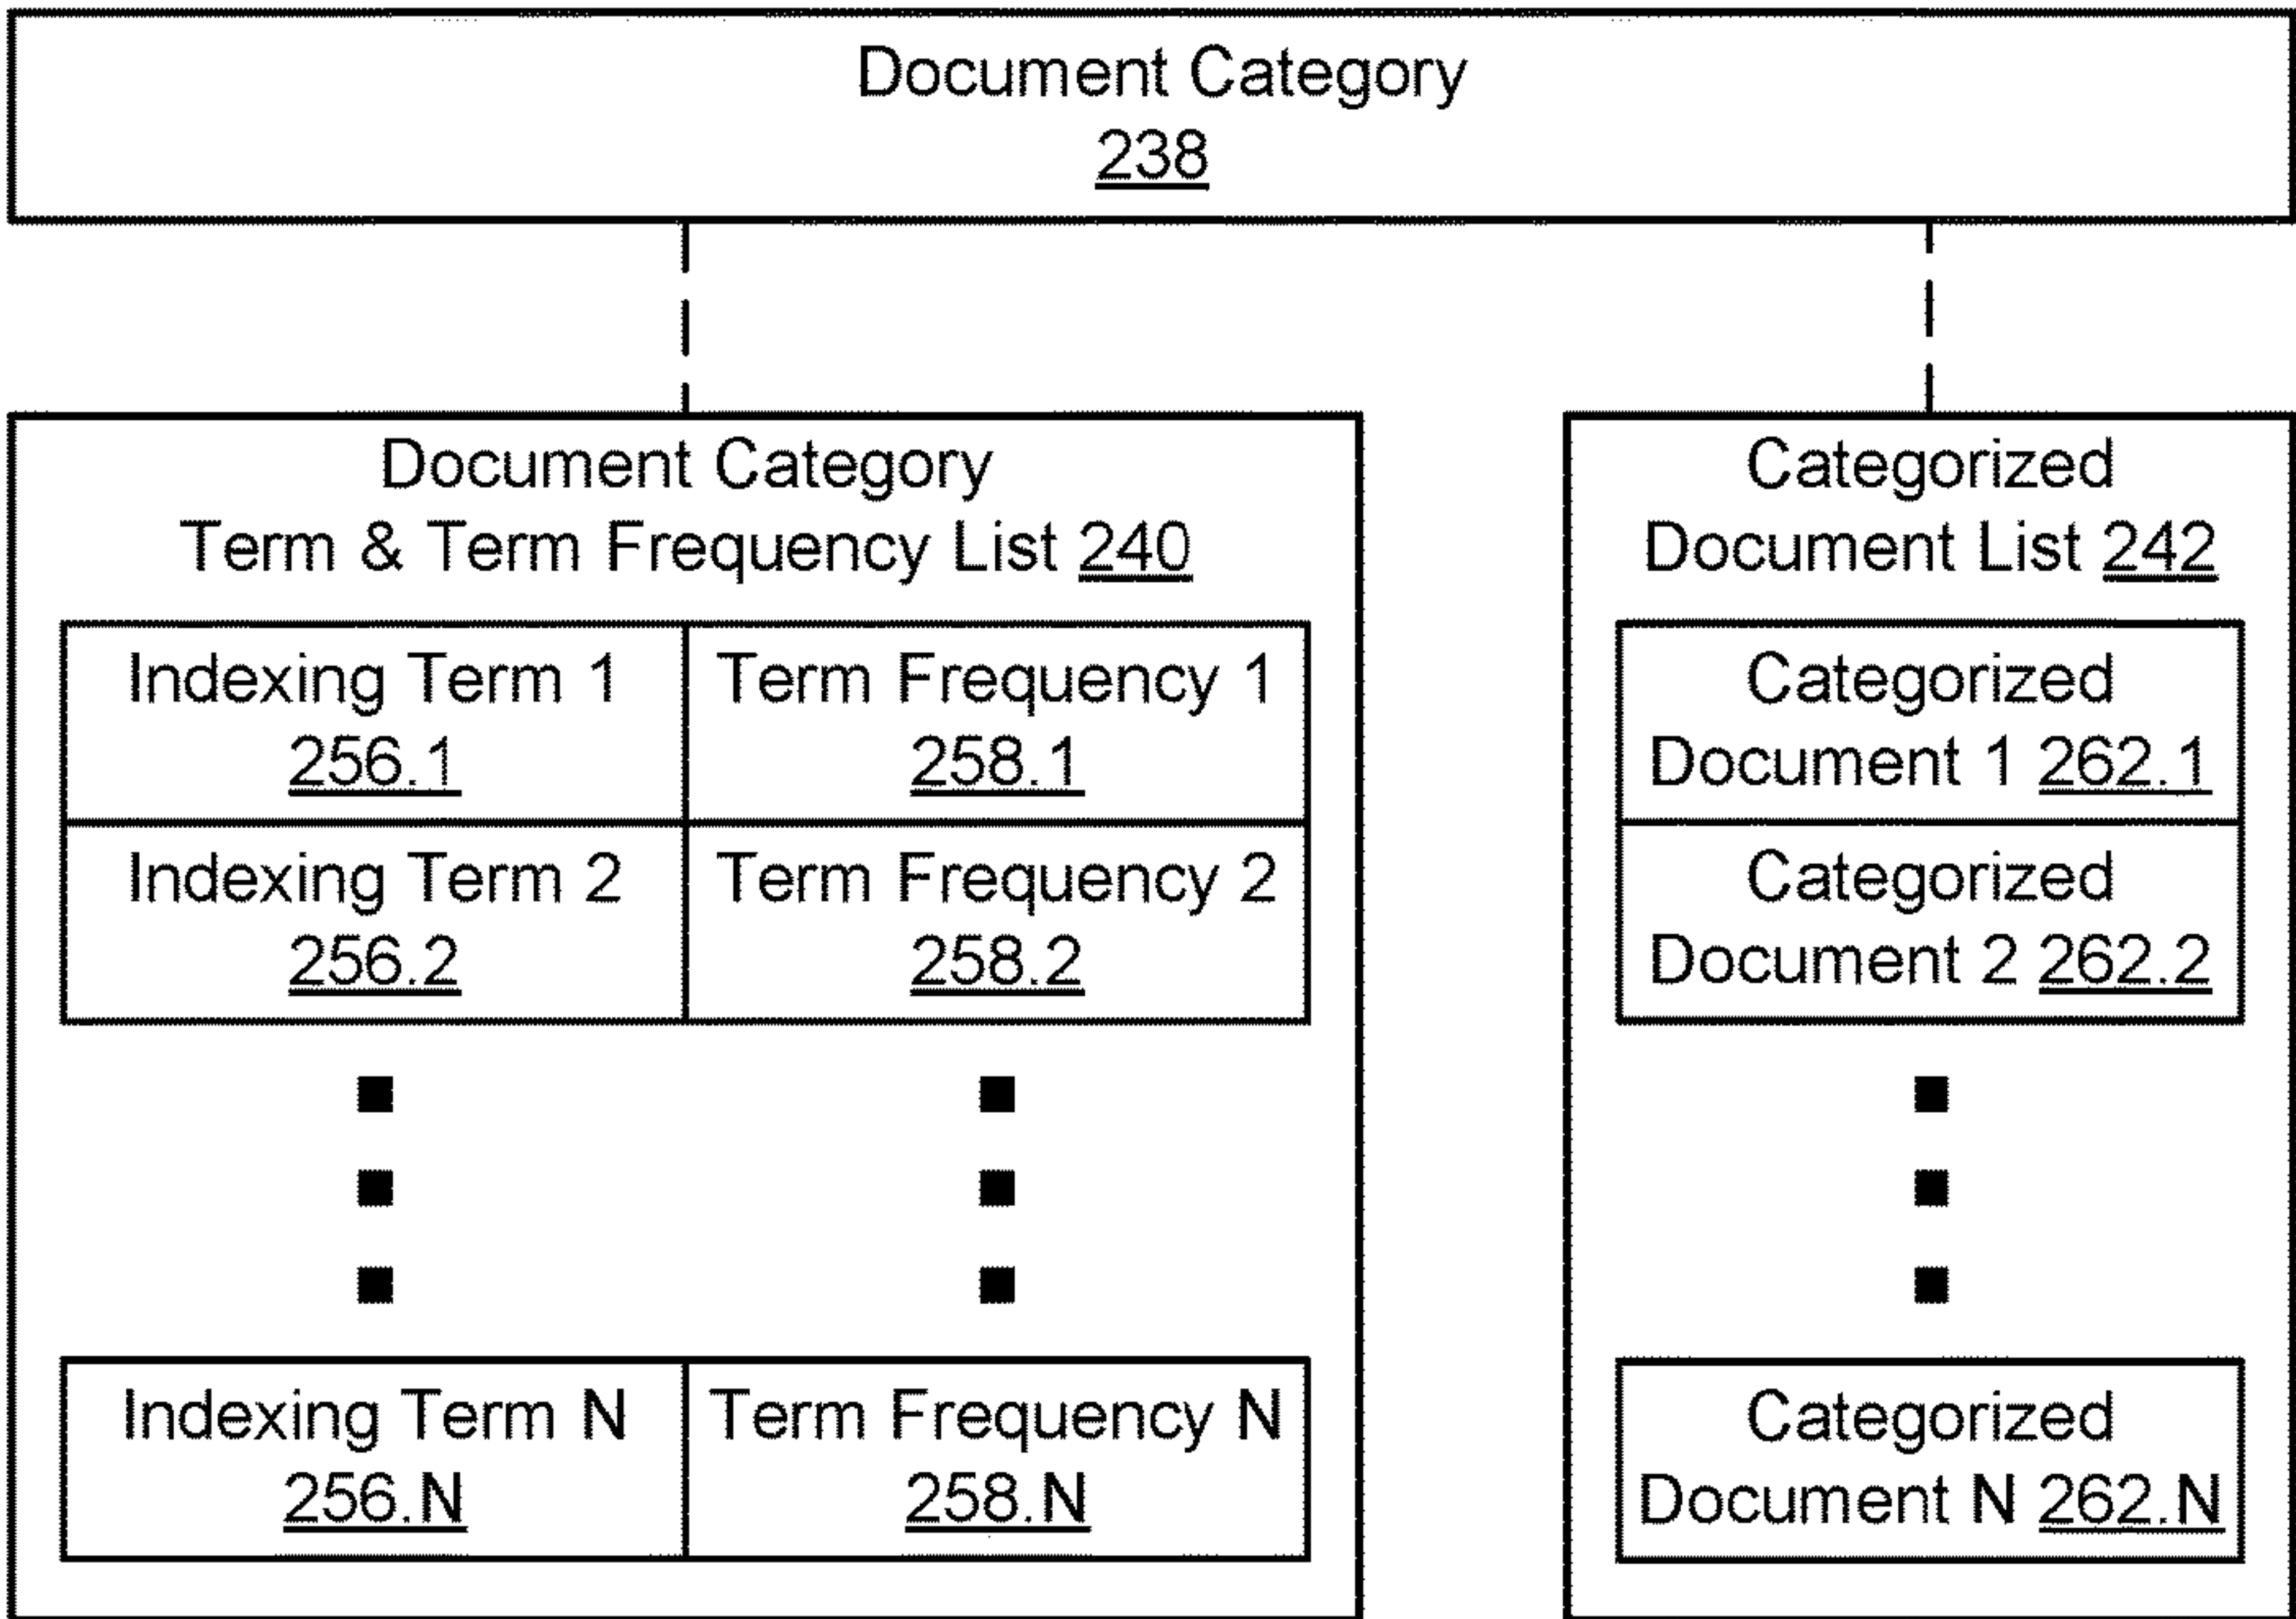 Document Category
238
Document Category
Term & Term Frequency List 240
Indexing Term 1
256.1
Term Frequency 1
258.1
Indexing Term 2
256.2
Term Frequency 2
258.2
Indexing Term N
256.N
Term Frequency N
258.N
Categorized
Document List 242
Categorized
Document 1 262.1
Categorized
Document 2 262.2
Categorized
Document N 262.N